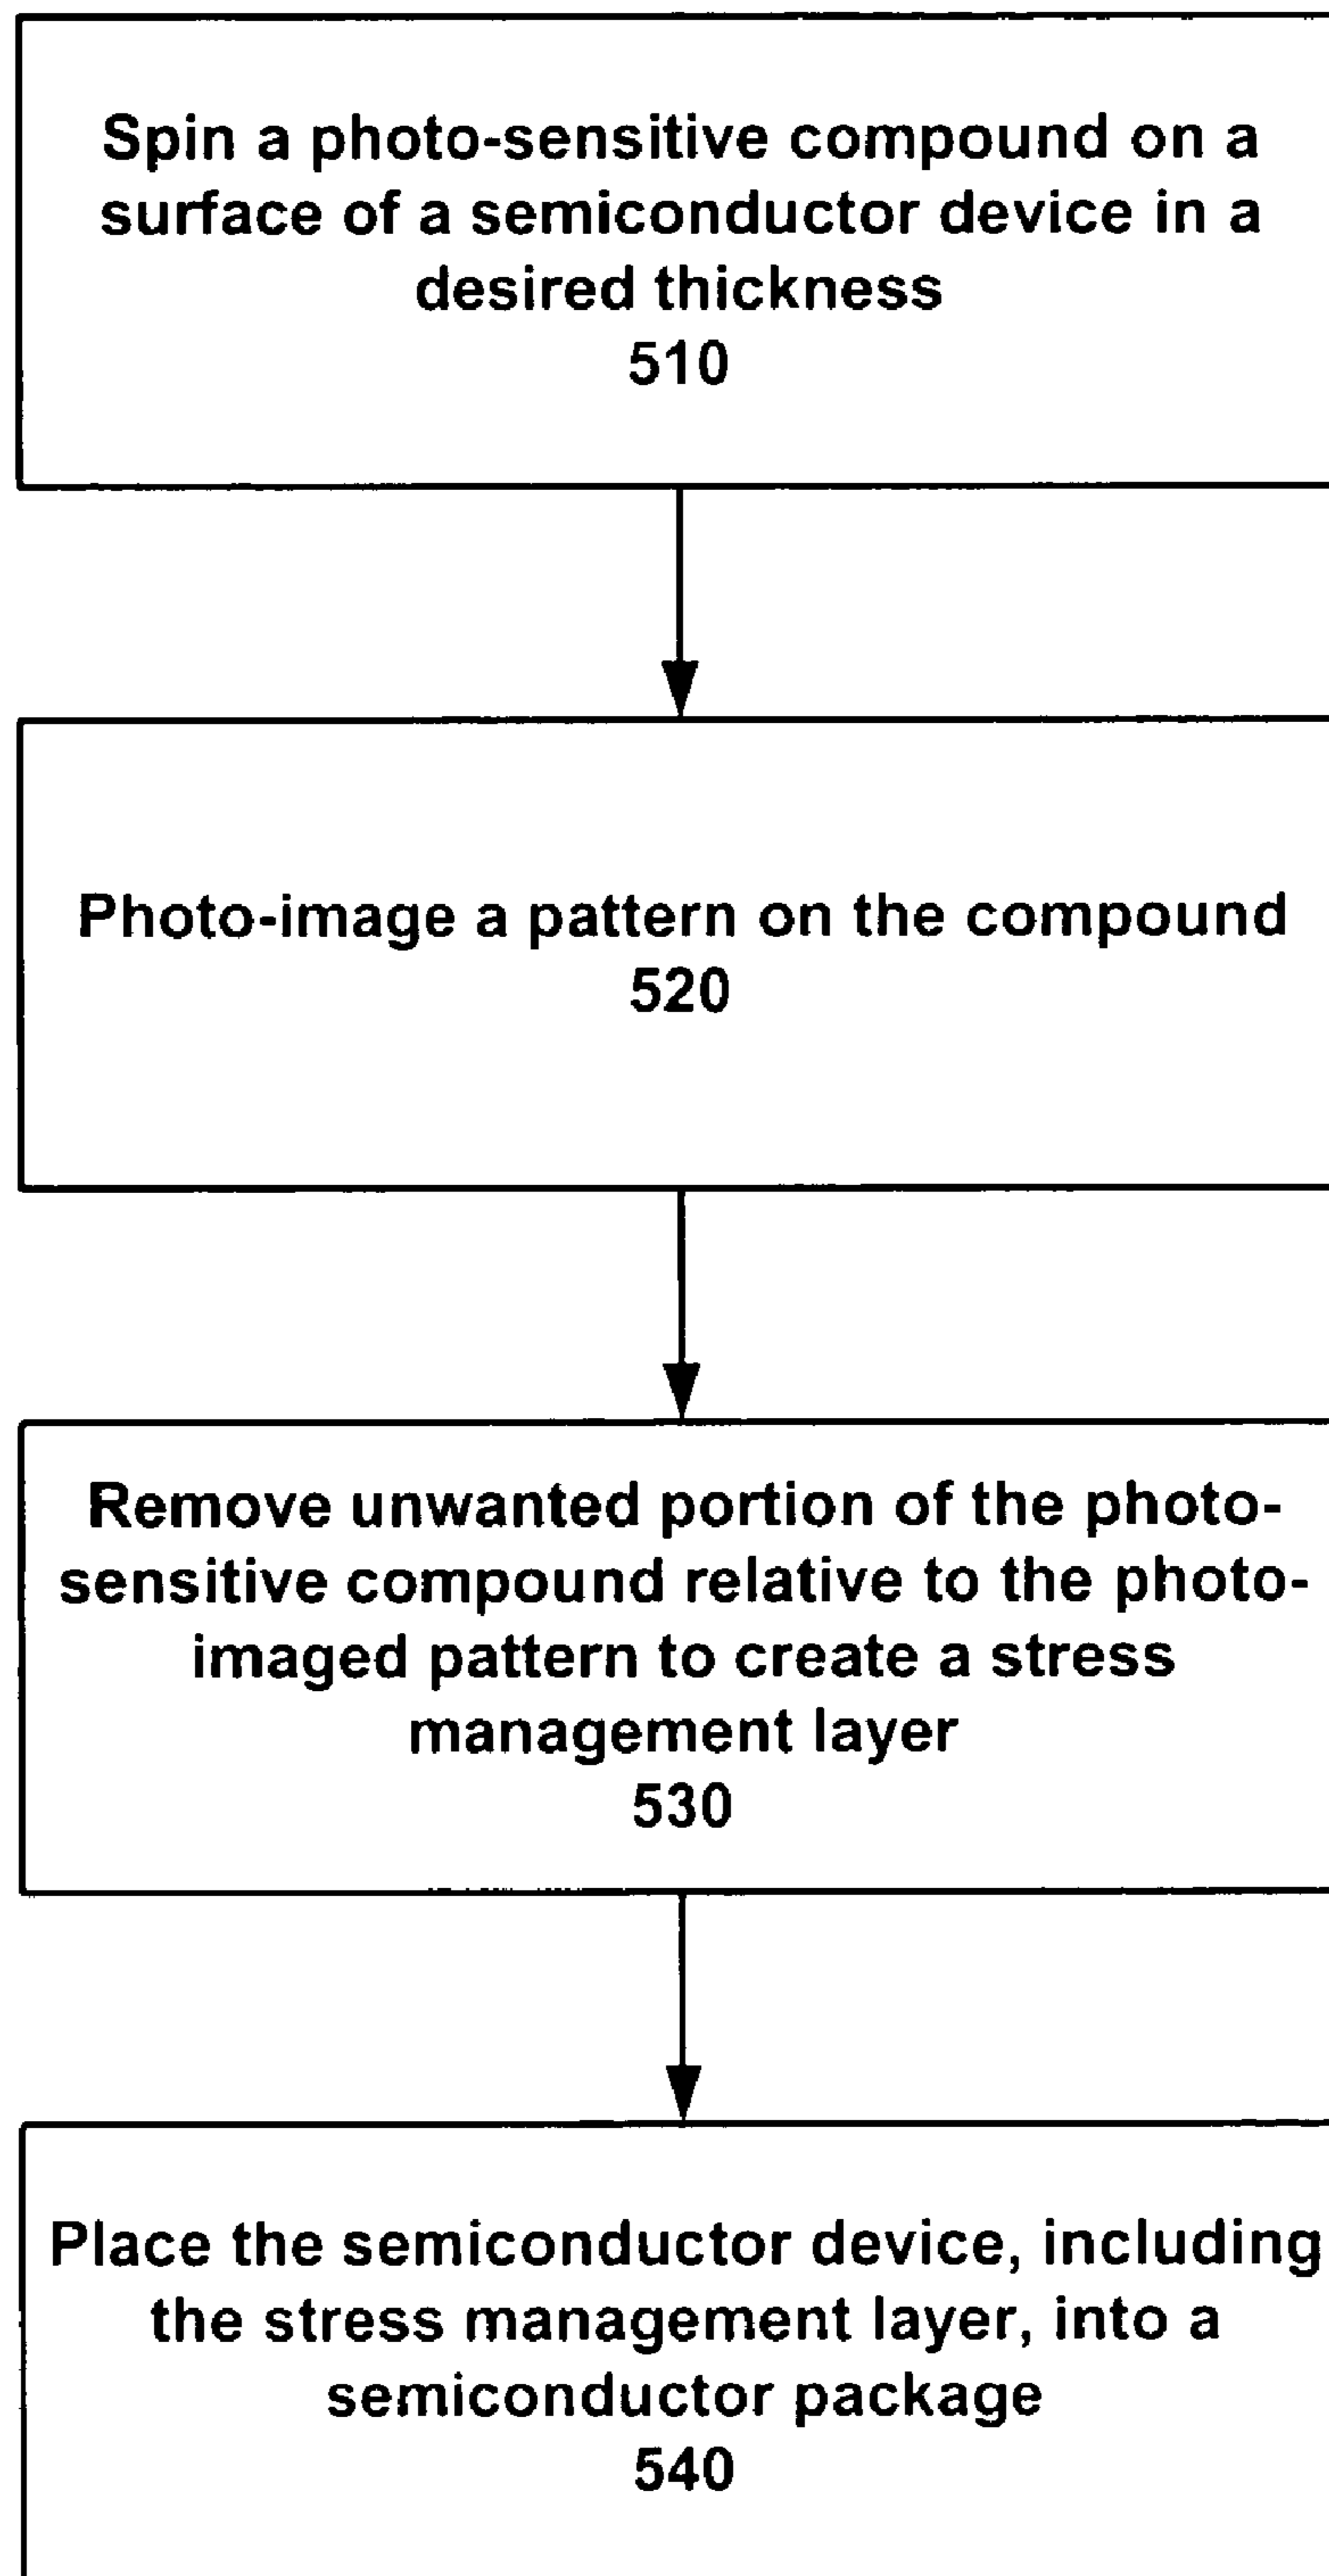 Spin a photo-sensitive compound on a
surface of a semiconductor device in a
desired thickness
510
Photo-image a pattern on the compound
520
Remove unwanted portion of the photo-
sensitive compound relative to the photo-
imaged pattern to create a stress
management layer
530
Place the semiconductor device, including
the stress management layer, into a
semiconductor package
540